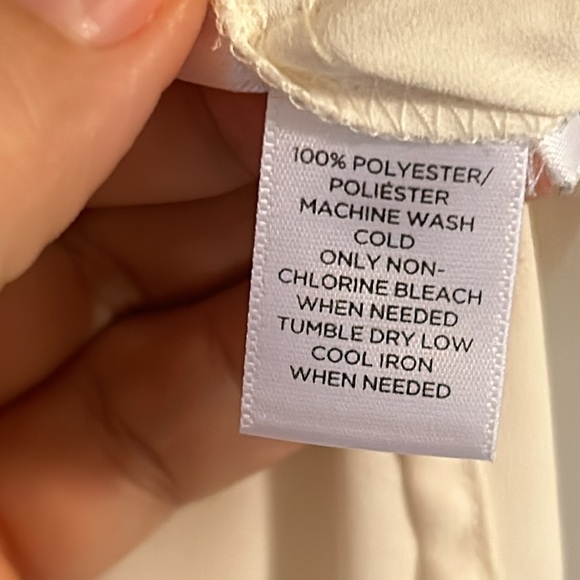 100% POLYESTER/
POLIÉSTER
MACHINE WASH
COLD
ONLY NON-
CHLORINE BLEACH
WHEN NEEDED
TUMBLE DRY LOW
COOL IRON
WHEN NEEDED